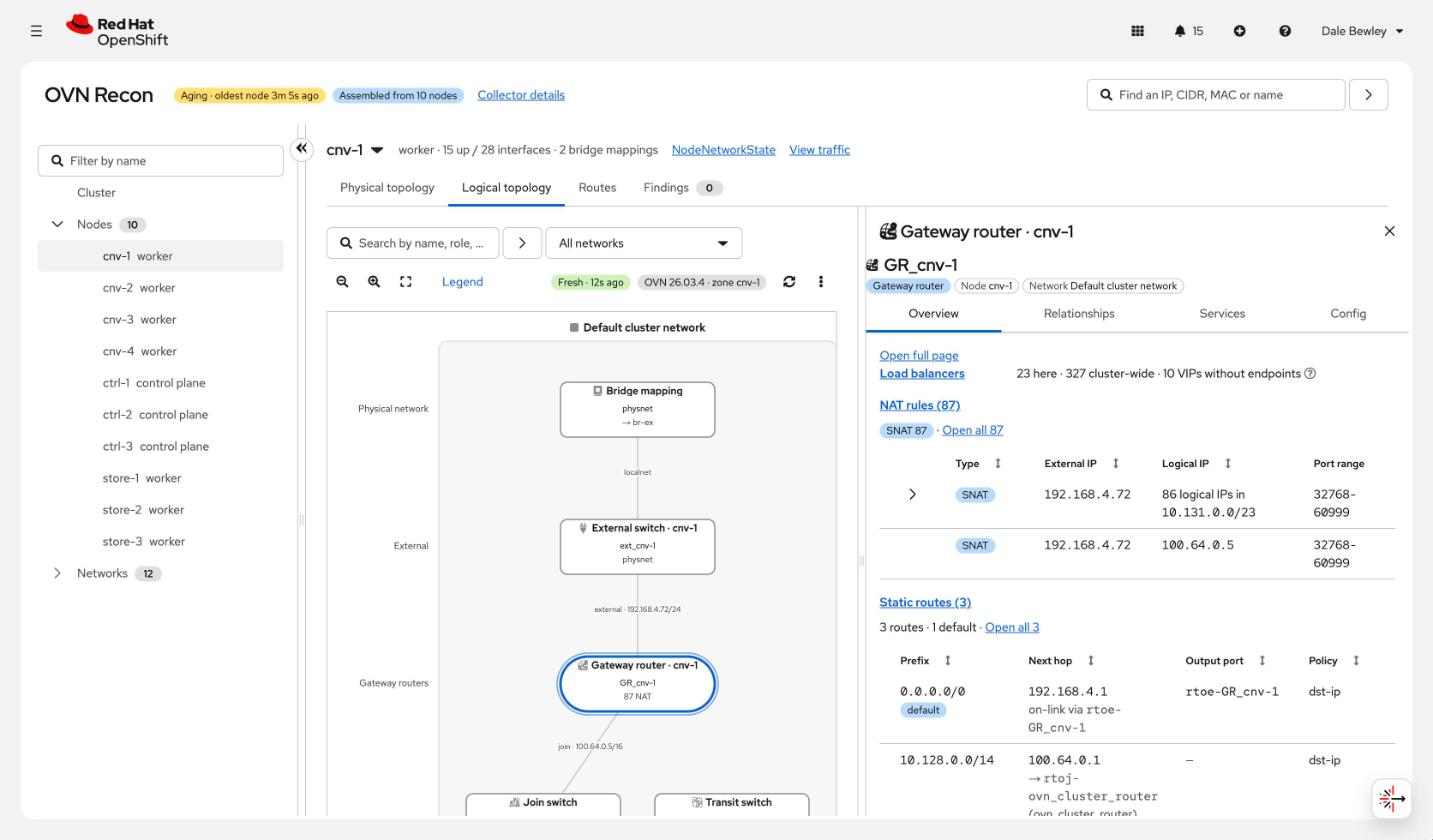 Red Hat
OpenShift
15
Dale Bewley
OVN Recon
Aging · oldest node 3m 5s ago
Assembled from 10 nodes
Collector details
Find an IP, CIDR, MAC or name
Filter by name
Cluster
Nodes 10
cnv-1 worker
cnv-2 worker
cnv-3 worker
cnv-4 worker
ctrl-1 control plane
ctrl-2 control plane
ctrl-3 control plane
store-1 worker
store-2 worker
store-3 worker
Networks 12
cnv-1
worker · 15 up / 28 interfaces · 2 bridge mappings
NodeNetworkState
View traffic
Physical topology
Logical topology
Routes
Findings 0
Search by name, role, ...
All networks
Legend
Fresh · 12s ago
OVN 26.03.4 · zone cnv-1
Default cluster network
Physical network
Bridge mapping
physnet
→ br-ex
localnet
External
External switch · cnv-1
ext_cnv-1
physnet
external · 192.168.4.72/24
Gateway routers
Gateway router · cnv-1
GR_cnv-1
87 NAT
join · 100.64.0.5/16
Join switch
Transit switch
Gateway router · cnv-1
GR_cnv-1
Gateway router
Node cnv-1
Network Default cluster network
Overview
Relationships
Services
Config
Open full page
Load balancers
23 here · 327 cluster-wide · 10 VIPs without endpoints
NAT rules (87)
SNAT 87 · Open all 87
Type External IP Logical IP Port range
SNAT 192.168.4.72 86 logical IPs in 32768-
10.131.0.0/23 60999
SNAT 192.168.4.72 100.64.0.5 32768-
60999
Static routes (3)
3 routes · 1 default · Open all 3
Prefix Next hop Output port Policy
0.0.0.0/0 192.168.4.1 rtoe-GR_cnv-1 dst-ip
default on-link via rtoe-
GR_cnv-1
10.128.0.0/14 100.64.0.1 — dst-ip
→ rtoj-
ovn_cluster_router
(ovn_cluster_router)